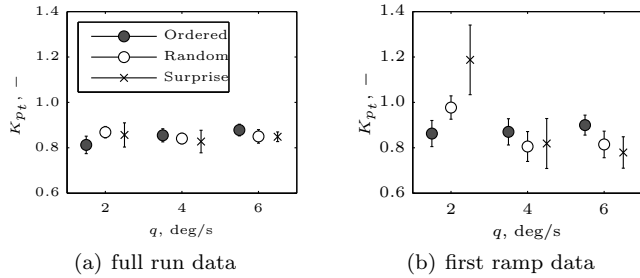 1.4
1.2
1.0
0.8
0.6
K_{p_t}, −
Ordered
Random
Surprise
2 4 6
q, deg/s
(a) full run data
1.4
1.2
1.0
0.8
0.6
K_{p_t}, −
2 4 6
q, deg/s
(b) first ramp data